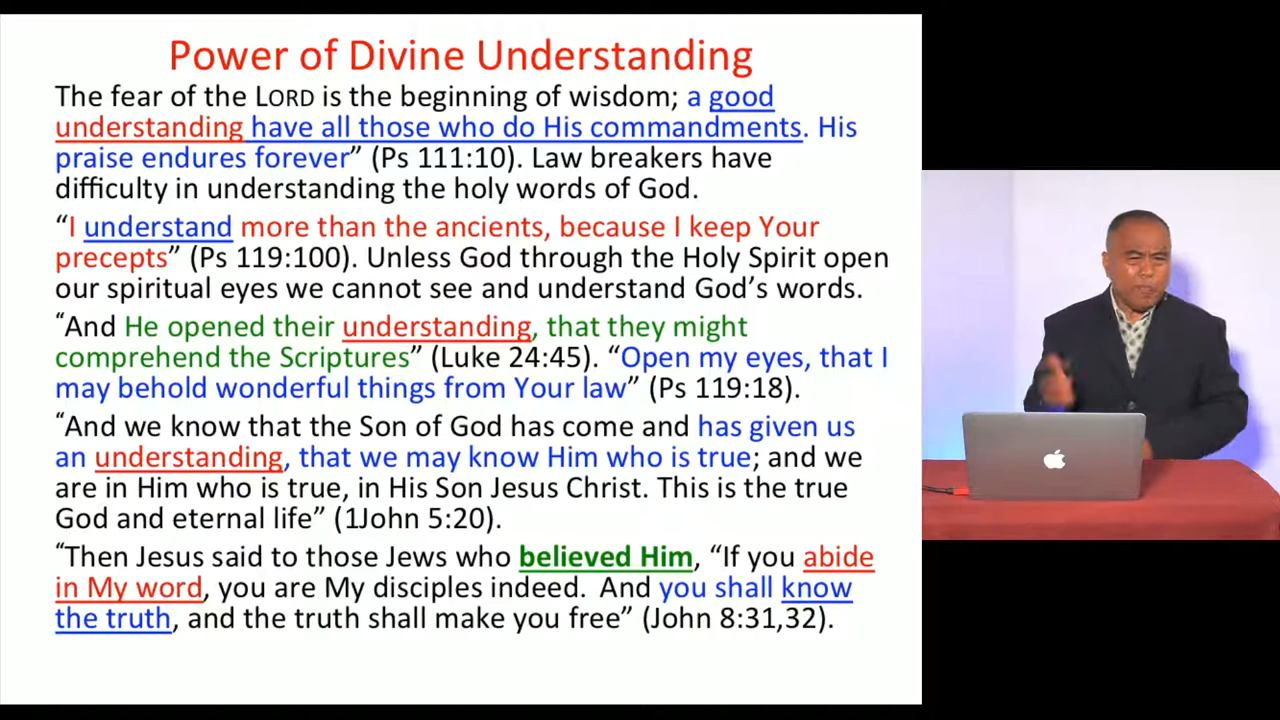 Power of Divine Understanding
The fear of the LORD is the beginning of wisdom; a good
understanding have all those who do His commandments. His
praise endures forever” (Ps 111:10). Law breakers have
difficulty in understanding the holy words of God.
“I understand more than the ancients, because I keep Your
precepts” (Ps 119:100). Unless God through the Holy Spirit open
our spiritual eyes we cannot see and understand God’s words.
“And He opened their understanding, that they might
comprehend the Scriptures” (Luke 24:45). “Open my eyes, that I
may behold wonderful things from Your law” (Ps 119:18).
“And we know that the Son of God has come and has given us
an understanding, that we may know Him who is true; and we
are in Him who is true, in His Son Jesus Christ. This is the true
God and eternal life” (1John 5:20).
“Then Jesus said to those Jews who believed Him, “If you abide
in My word, you are My disciples indeed. And you shall know
the truth, and the truth shall make you free” (John 8:31,32).